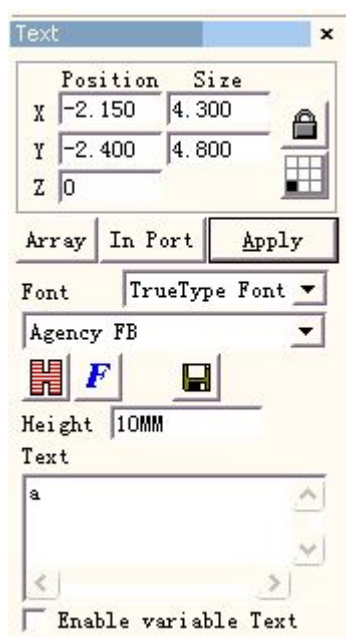 Text
Position Size
X -2.150 4.300
Y -2.400 4.800
Z 0
Array In Port Apply
Font TrueType Font
Agency FB
H F
Height 10MM
Text
a
Enable variable Text